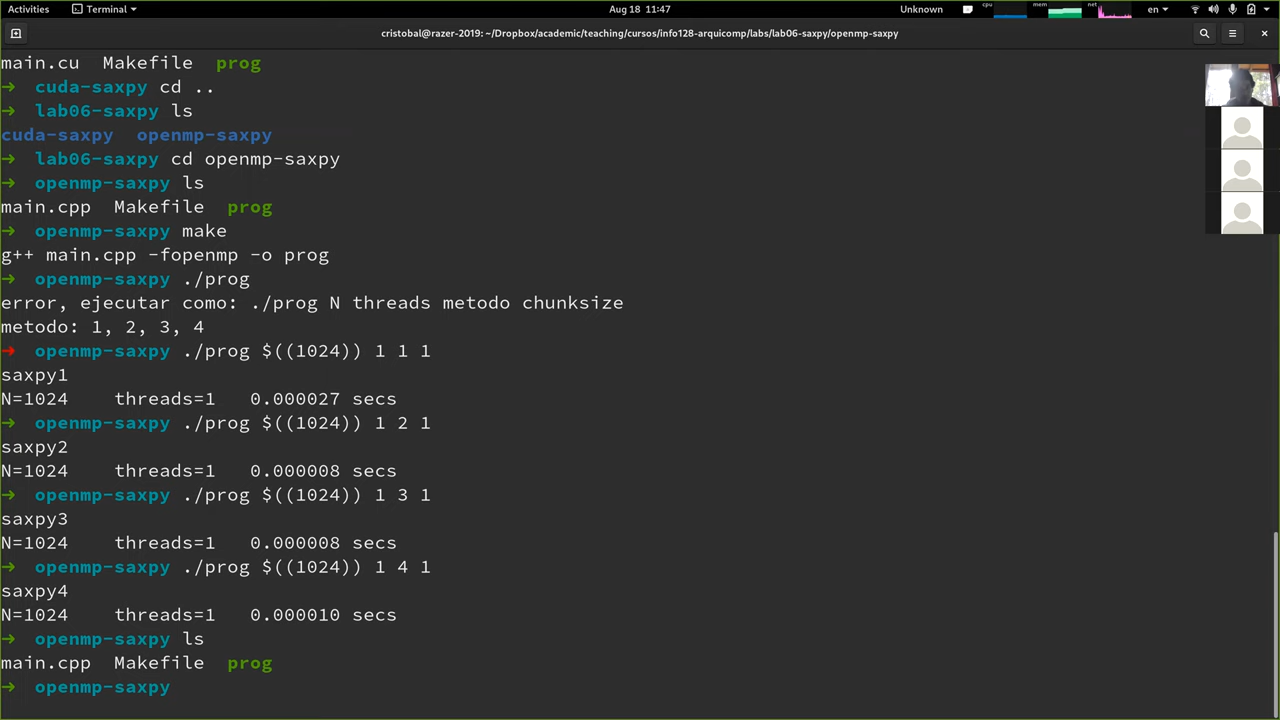 Activities Terminal Aug 18 11:47 Unknown cpu mem net en
cristobal@razer-2019: ~/Dropbox/academic/teaching/cursos/info128-arquicomp/labs/lab06-saxpy/openmp-saxpy
main.cu Makefile prog
➜ cuda-saxpy cd ..
➜ lab06-saxpy ls
cuda-saxpy openmp-saxpy
➜ lab06-saxpy cd openmp-saxpy
➜ openmp-saxpy ls
main.cpp Makefile prog
➜ openmp-saxpy make
g++ main.cpp -fopenmp -o prog
➜ openmp-saxpy ./prog
error, ejecutar como: ./prog N threads metodo chunksize
metodo: 1, 2, 3, 4
➜ openmp-saxpy ./prog $((1024)) 1 1 1
saxpy1
N=1024 threads=1 0.000027 secs
➜ openmp-saxpy ./prog $((1024)) 1 2 1
saxpy2
N=1024 threads=1 0.000008 secs
➜ openmp-saxpy ./prog $((1024)) 1 3 1
saxpy3
N=1024 threads=1 0.000008 secs
➜ openmp-saxpy ./prog $((1024)) 1 4 1
saxpy4
N=1024 threads=1 0.000010 secs
➜ openmp-saxpy ls
main.cpp Makefile prog
➜ openmp-saxpy